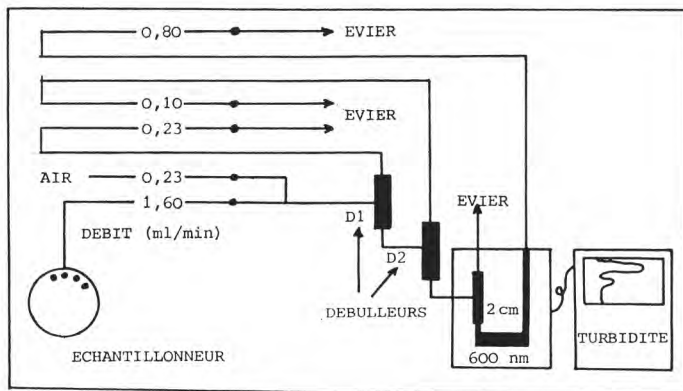 0,80 EVIER
0,10 EVIER
0,23
AIR 0,23
1,60
DEBIT (ml/min)
D1
EVIER
D2
DEBULLEURS
2 cm
600 nm
TURBIDITE
ECHANTILLONNEUR